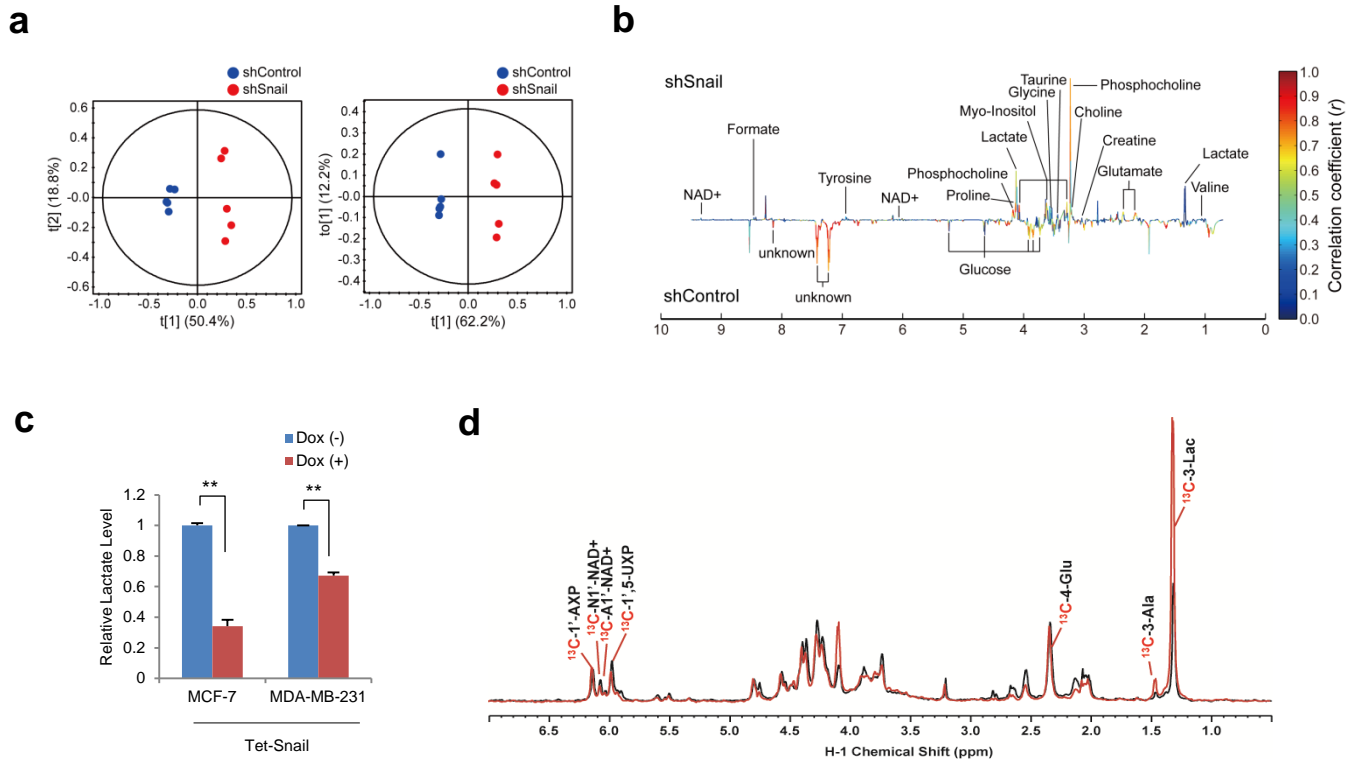 a
shControl
shSnail
0.6
0.4
0.2
-0.0
-0.2
-0.4
-0.6
t[2] (18.8%)
-1.0
-0.5
0.0
0.5
1.0
t[1] (50.4%)
shControl
shSnail
0.4
0.3
0.2
0.1
-0.0
-0.1
-0.2
-0.3
-0.4
to[1] (12.2%)
-1.0
-0.5
0.0
0.5
1.0
t[1] (62.2%)
b
shSnail
Formate
NAD+
Tyrosine
NAD+
Taurine
Glycine
Myo-Inositol
Lactate
Phosphocholine
Proline
Phosphocholine
Choline
Creatine
Glutamate
Lactate
Valine
unknown
unknown
Glucose
shControl
10 9 8 7 6 5 4 3 2 1 0
1.0
0.9
0.8
0.7
0.6
0.5
0.4
0.3
0.2
0.1
0.0
Correlation coefficient (r)
c
Dox (-)
Dox (+)
** **
1.2
1
0.8
0.6
0.4
0.2
0
Relative Lactate Level
MCF-7 MDA-MB-231
Tet-Snail
d
13C-1'-AXP
13C-N1'-NAD+
13C-A1'-NAD+
13C-1',5-UXP
13C-4-Glu
13C-3-Ala
13C-3-Lac
6.5 6.0 5.5 5.0 4.5 4.0 3.5 3.0 2.5 2.0 1.5 1.0
H-1 Chemical Shift (ppm)